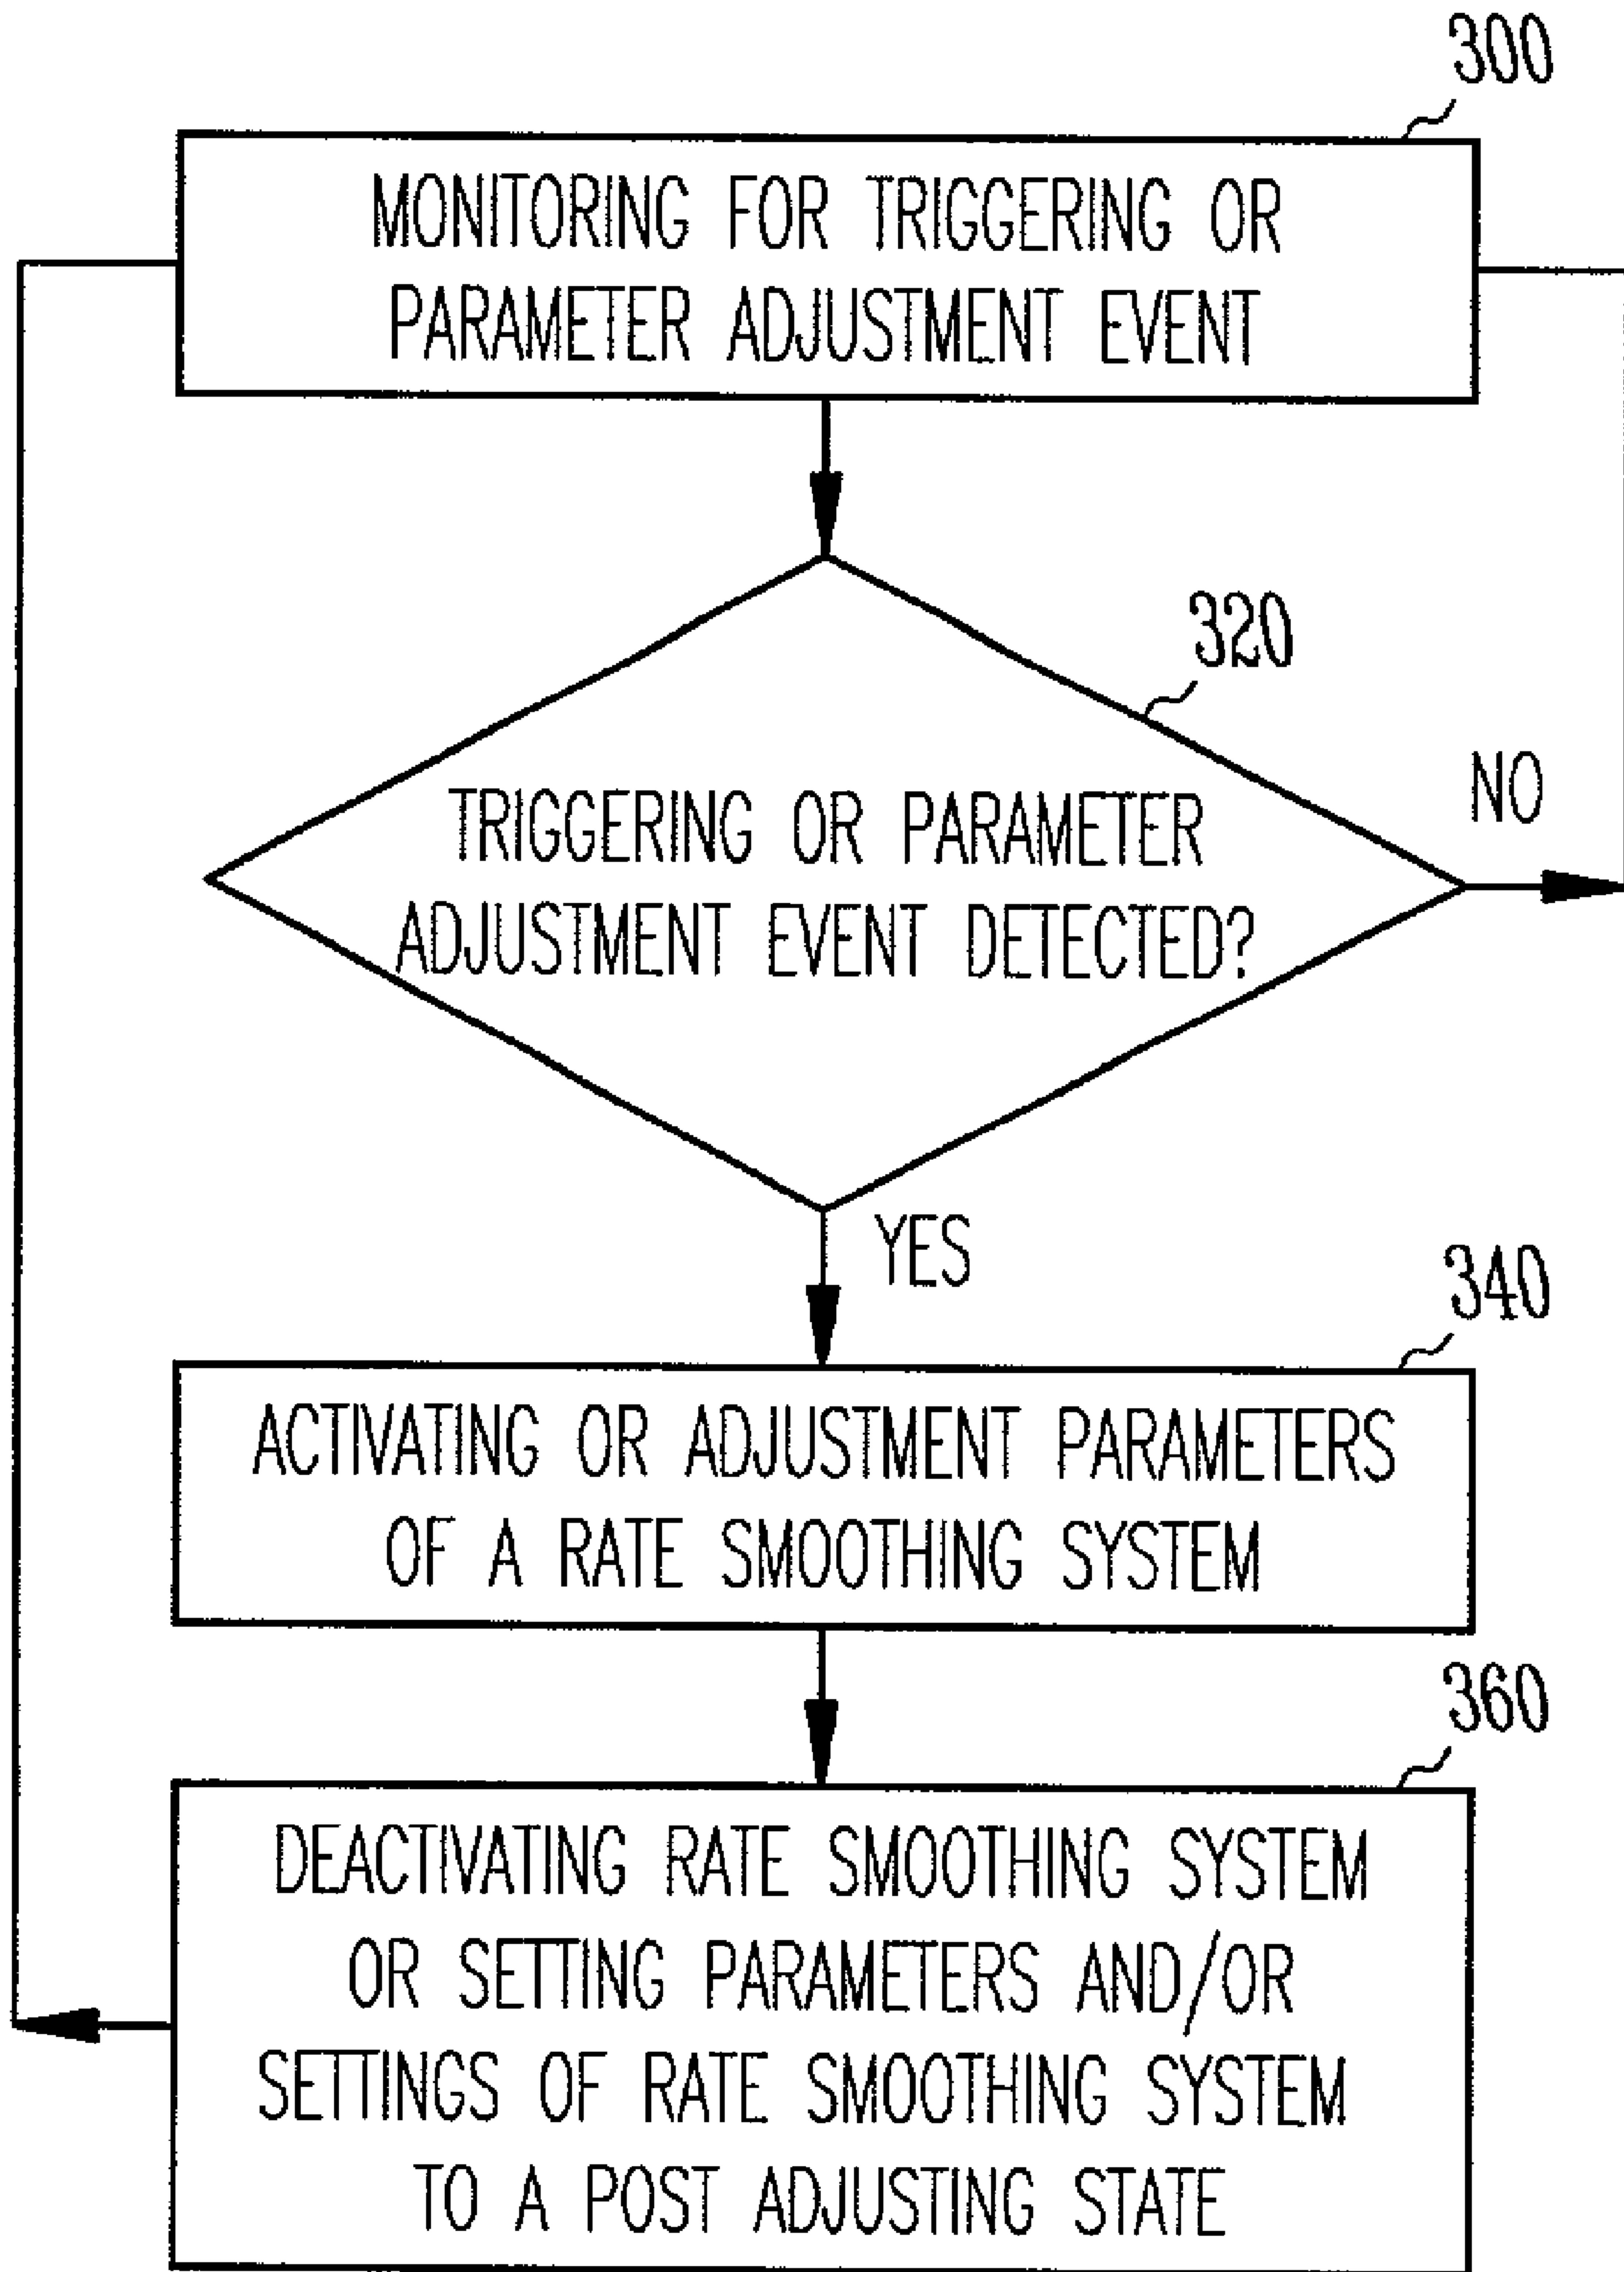 300
MONITORING FOR TRIGGERING OR
PARAMETER ADJUSTMENT EVENT
320
TRIGGERING OR PARAMETER
ADJUSTMENT EVENT DETECTED?
NO
YES
340
ACTIVATING OR ADJUSTMENT PARAMETERS
OF A RATE SMOOTHING SYSTEM
360
DEACTIVATING RATE SMOOTHING SYSTEM
OR SETTING PARAMETERS AND/OR
SETTINGS OF RATE SMOOTHING SYSTEM
TO A POST ADJUSTING STATE